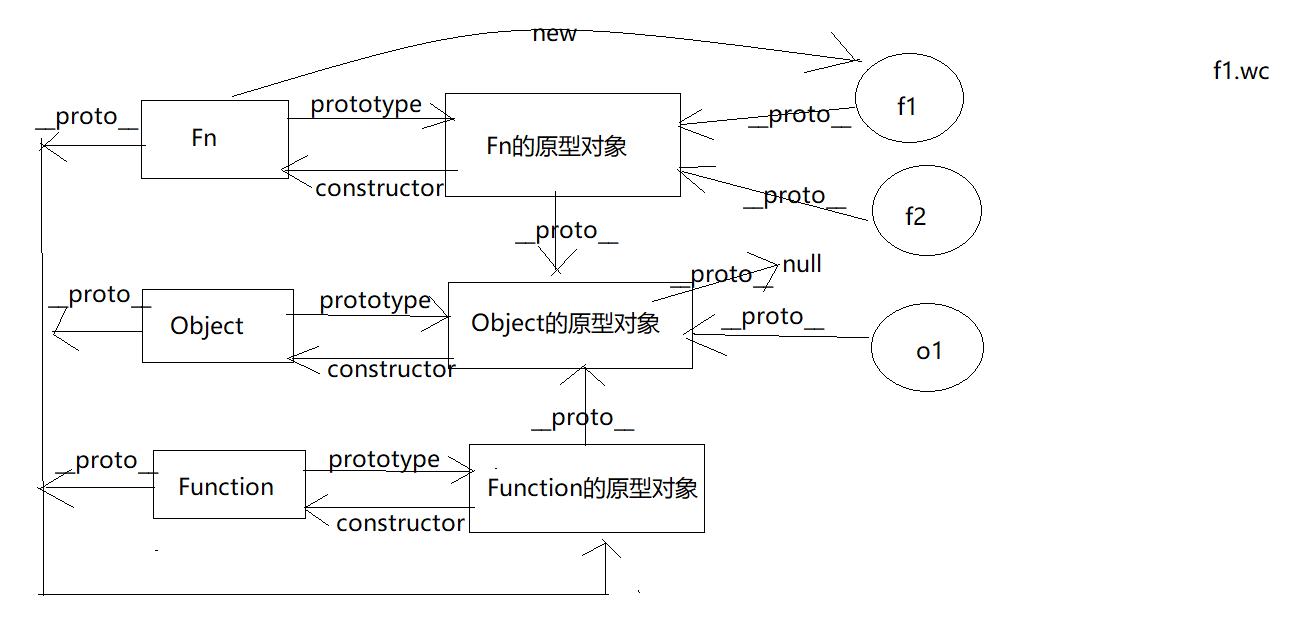 new
f1.wc
__proto__
prototype
f1
Fn
__proto__
Fn的原型对象
constructor
__proto__
f2
__proto__
null
__proto__
__proto__
prototype
Object
Object的原型对象
__proto__
o1
constructor
__proto__
__proto__
prototype
Function
Function的原型对象
constructor